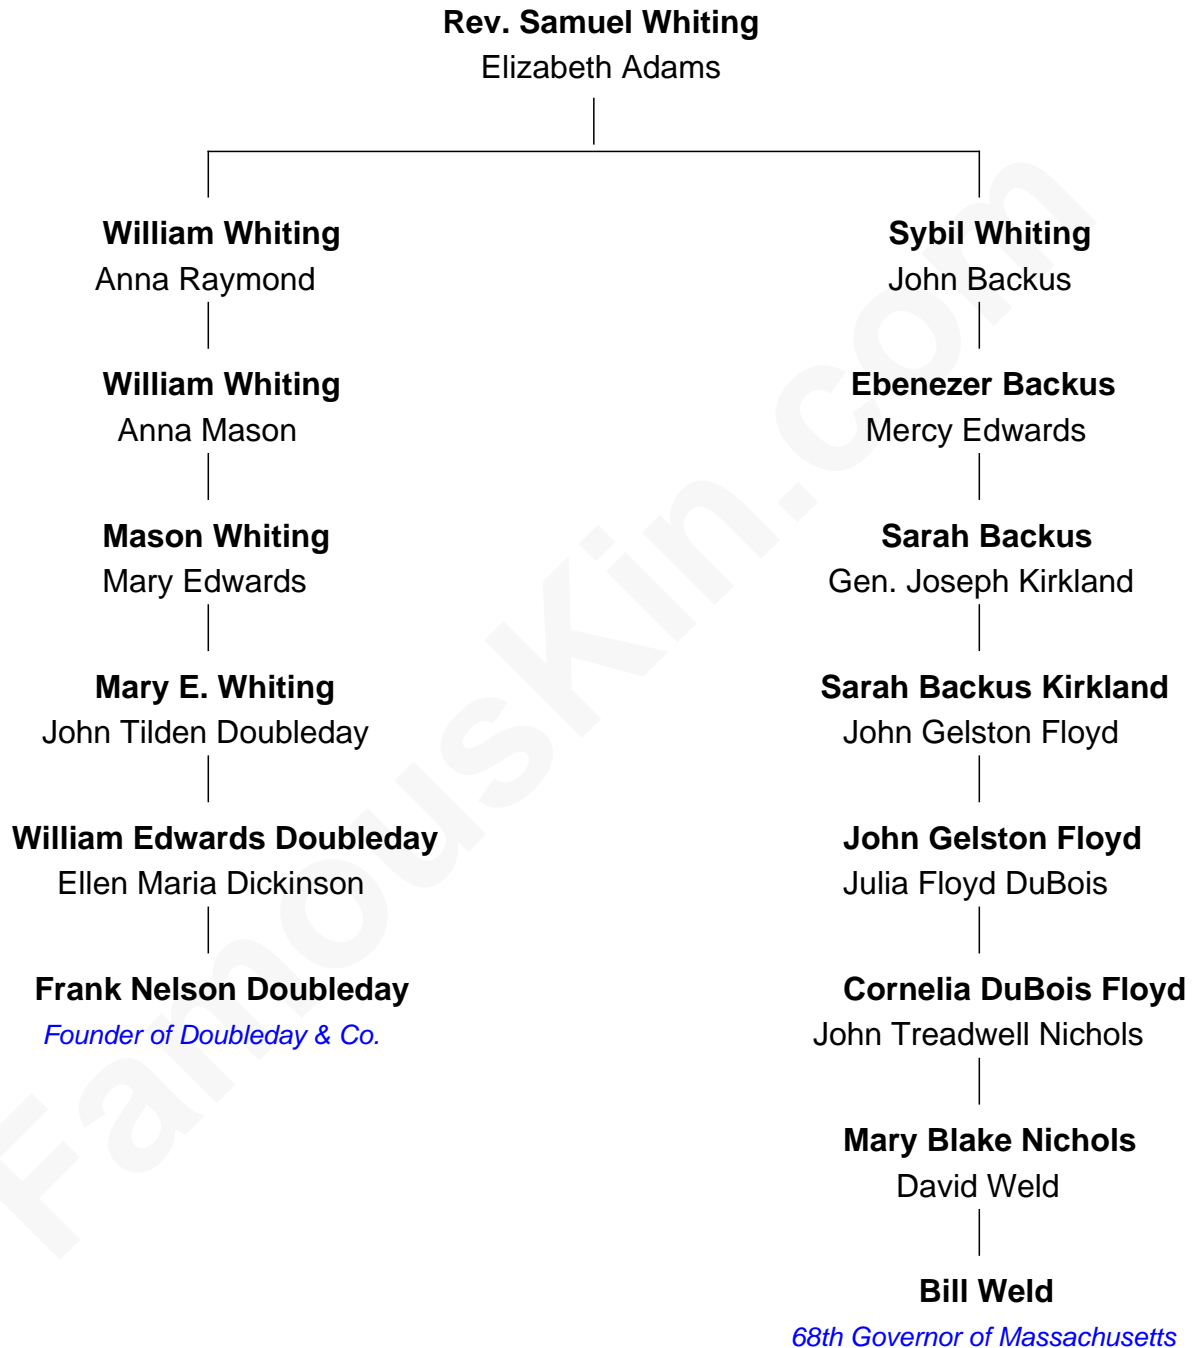 Rev. Samuel Whiting
Elizabeth Adams
William Whiting
Anna Raymond
William Whiting
Anna Mason
Mason Whiting
Mary Edwards
Mary E. Whiting
John Tilden Doubleday
William Edwards Doubleday
Ellen Maria Dickinson
Frank Nelson Doubleday
Founder of Doubleday & Co.
Sybil Whiting
John Backus
Ebenezer Backus
Mercy Edwards
Sarah Backus
Gen. Joseph Kirkland
Sarah Backus Kirkland
John Gelston Floyd
John Gelston Floyd
Julia Floyd DuBois
Cornelia DuBois Floyd
John Treadwell Nichols
Mary Blake Nichols
David Weld
Bill Weld
68th Governor of Massachusetts
FamousKin.com